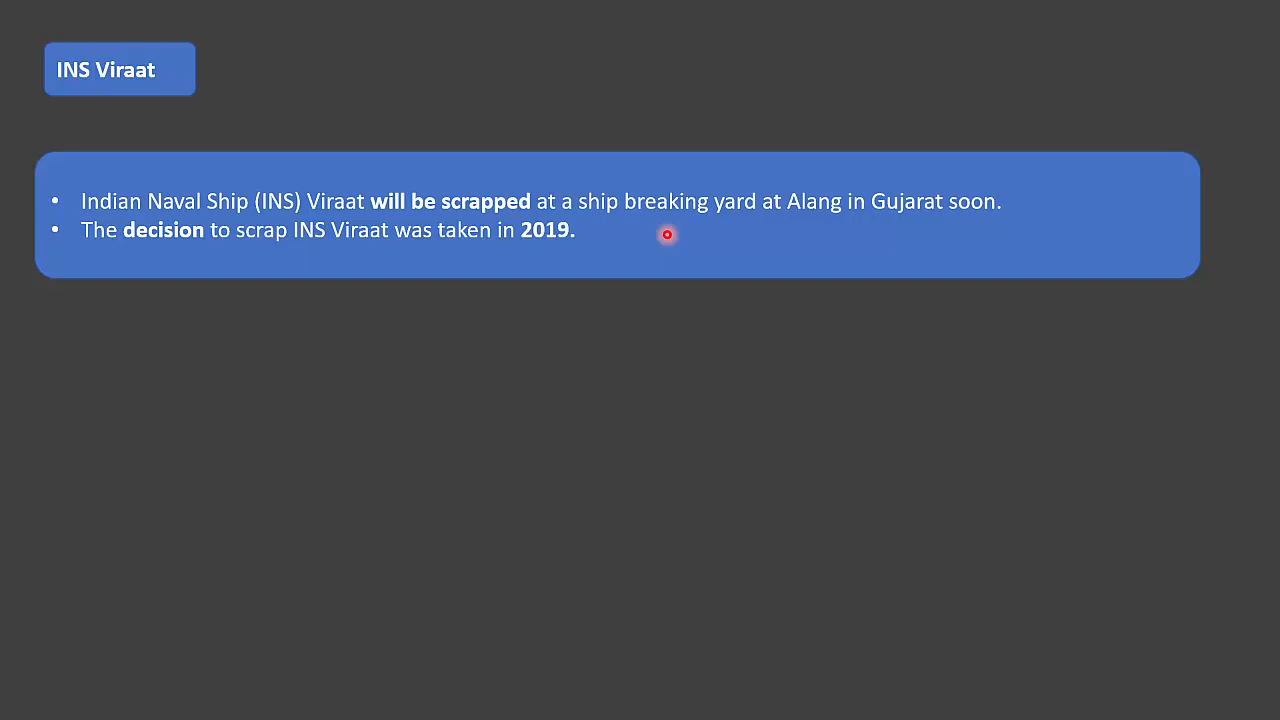 INS Viraat
• Indian Naval Ship (INS) Viraat will be scrapped at a ship breaking yard at Alang in Gujarat soon.
• The decision to scrap INS Viraat was taken in 2019.